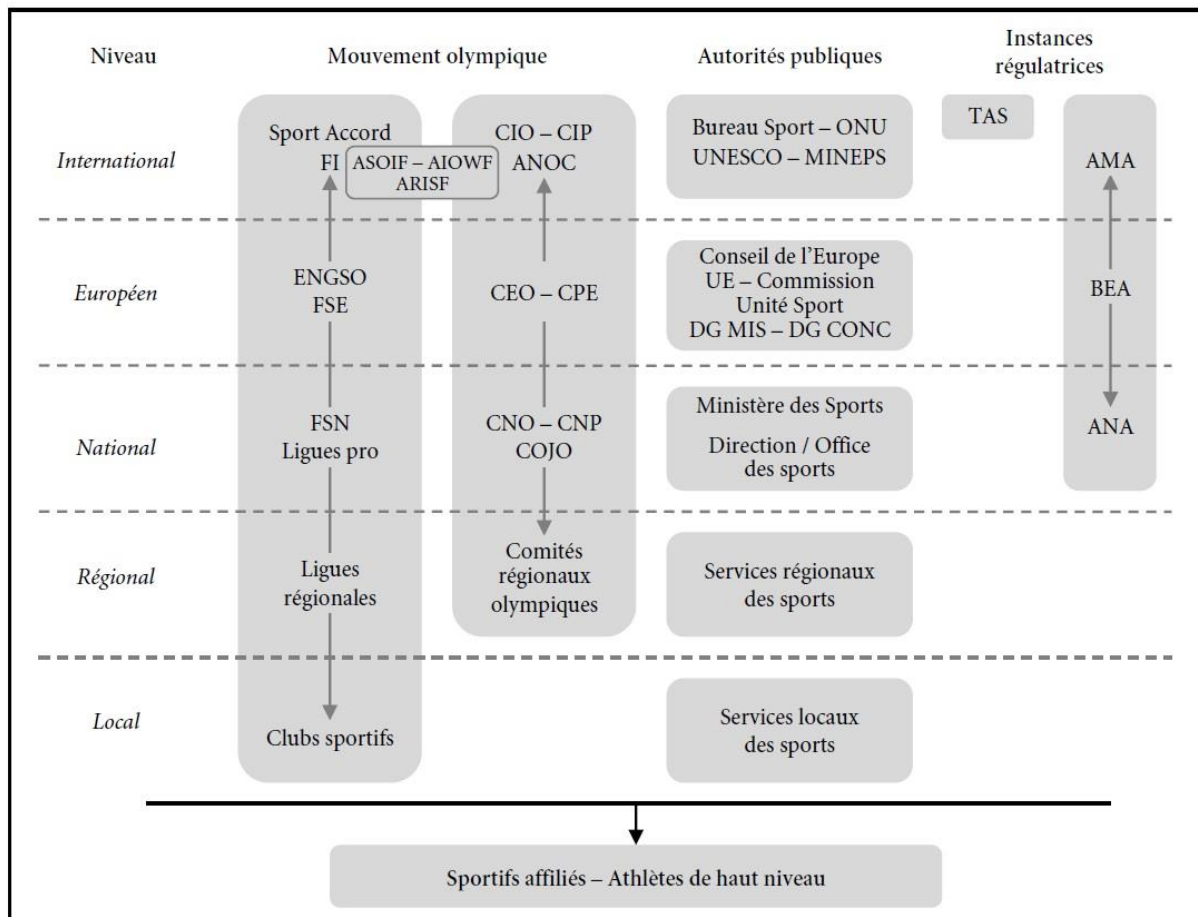 Niveau
Mouvement olympique
Autorités publiques
Instances
régulatrices
International
Sport Accord
FI
ASOIF – AIOWF
ARISF
CIO – CIP
ANOC
Bureau Sport – ONU
UNESCO – MINEPS
TAS
AMA
Européen
ENGSO
FSE
CEO – CPE
Conseil de l'Europe
UE – Commission
Unité Sport
DG MIS – DG CONC
BEA
National
FSN
Ligues pro
CNO – CNP
COJO
Ministère des Sports
Direction / Office
des sports
ANA
Régional
Ligues
régionales
Comités
régionaux
olympiques
Services régionaux
des sports
Local
Clubs sportifs
Services locaux
des sports
Sportifs affiliés – Athlètes de haut niveau